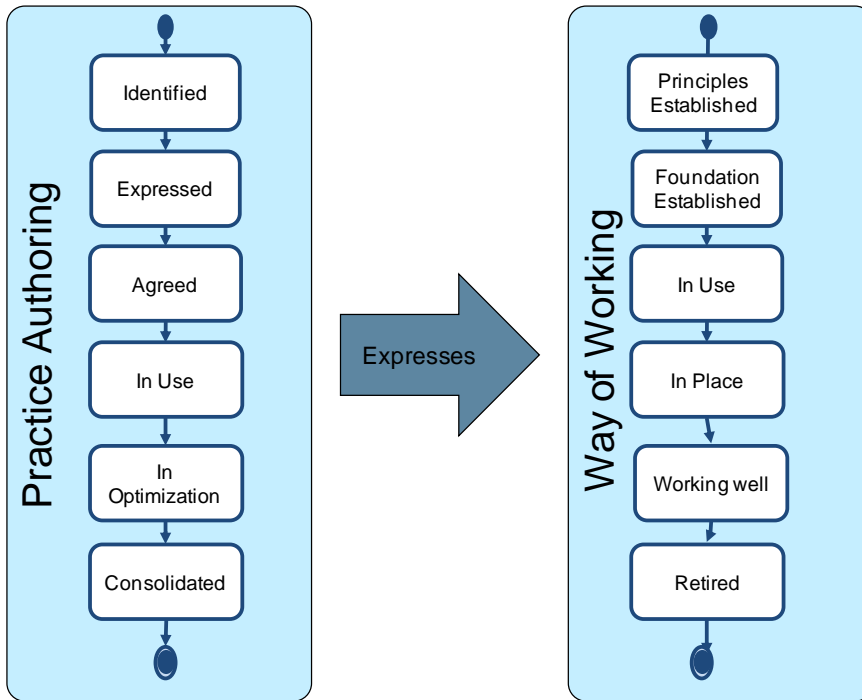 Practice Authoring
Identified
Expressed
Agreed
In Use
In
Optimization
Consolidated
Expresses
Way of Working
Principles
Established
Foundation
Established
In Use
In Place
Working well
Retired